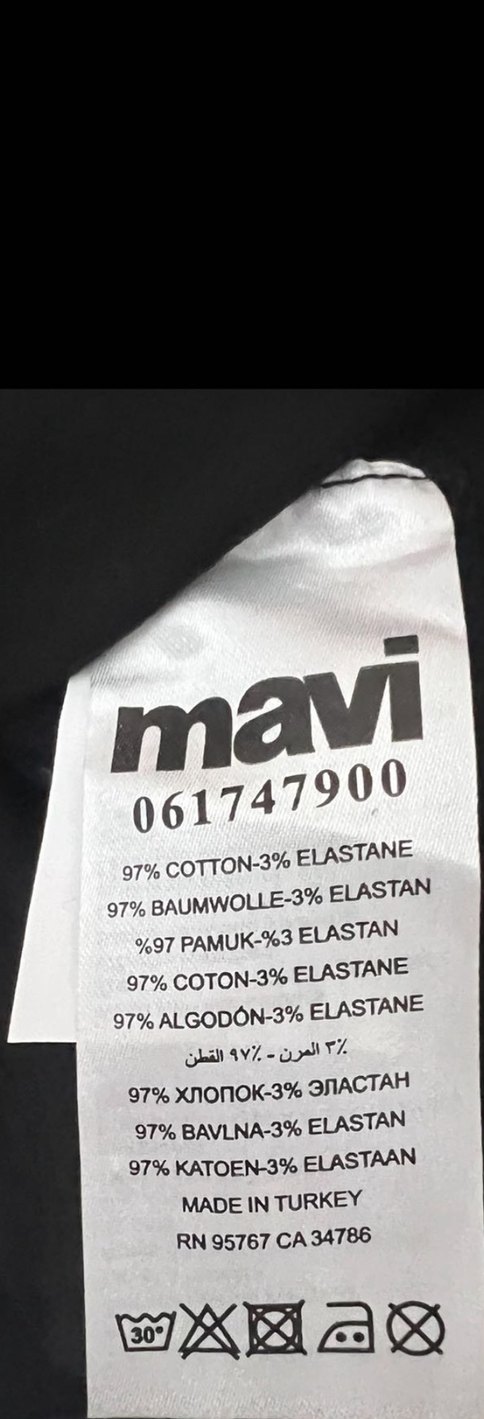 mavi
061747900
97% COTTON-3% ELASTANE
97% BAUMWOLLE-3% ELASTAN
%97 PAMUK-%3 ELASTAN
97% COTON-3% ELASTANE
97% ALGODÓN-3% ELASTANE
٣٪ المرن - ٩٧٪ القطن
97% ХЛОПОК-3% ЭЛАСТАН
97% BAVLNA-3% ELASTAN
97% KATOEN-3% ELASTAAN
MADE IN TURKEY
RN 95767 CA 34786
30°